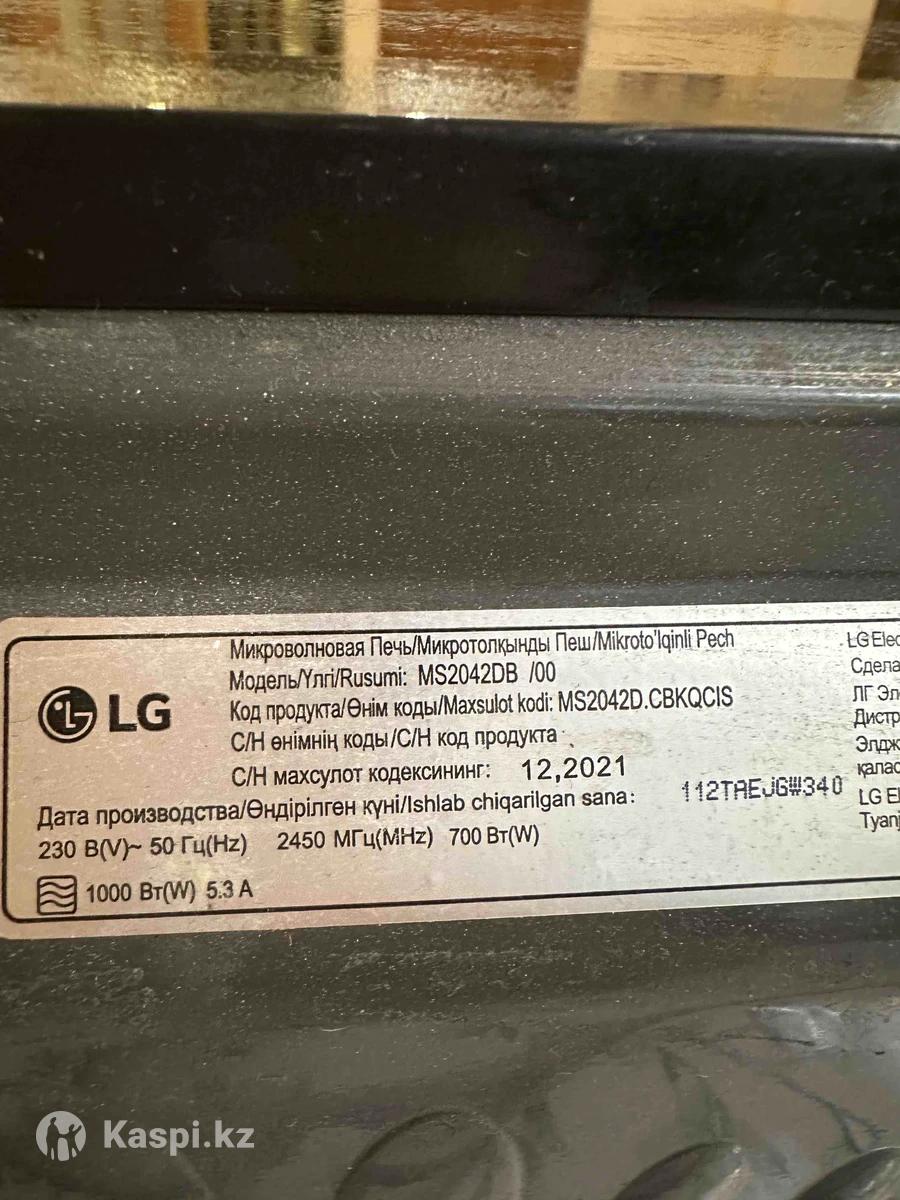 LG
Микроволновая Печь/Микротолқынды Пеш/Mikroto'lqinli Pech
Модель/Үлгі/Rusumi: MS2042DB /00
Код продукта/Өнім коды/Maxsulot kodi: MS2042D.CBKQCIS
С/Н өнімнің коды/С/Н код продукта
С/Н махсулот кодексининг: 12,2021
Дата производства/Өндірілген күні/Ishlab chiqarilgan sana: 112TAEJGW340
230 В(V)~ 50 Гц(Hz) 2450 МГц(MHz) 700 Вт(W)
1000 Вт(W) 5.3 A
LG Elec
Сдела
ЛГ Эл
Дистр
Элдж
қалас
LG El
Tyanj
Kaspi.kz